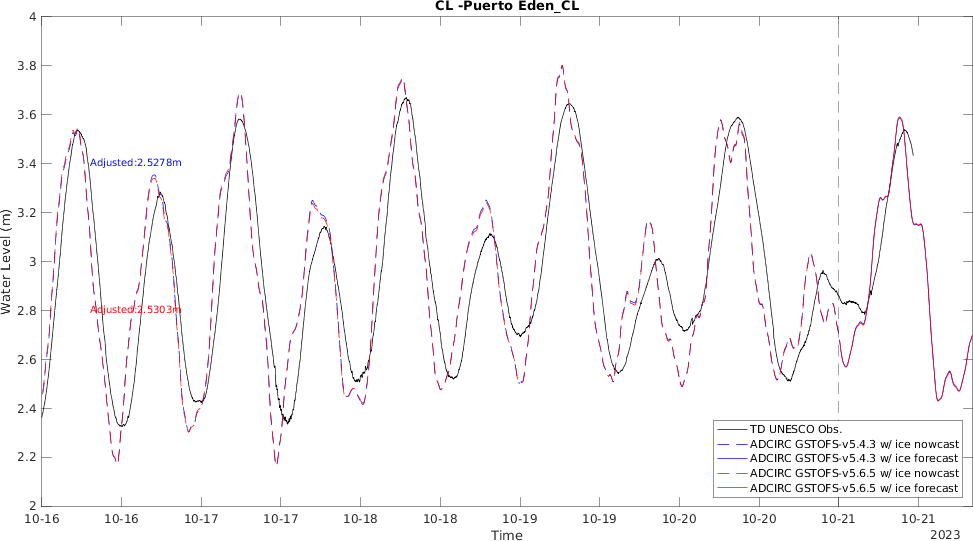 CL -Puerto Eden_CL
Water Level (m)
4
3.8
3.6
3.4
3.2
3
2.8
2.6
2.4
2.2
2
Adjusted:2.5278m
Adjusted:2.5303m
TD UNESCO Obs.
ADCIRC GSTOFS-v5.4.3 w/ ice nowcast
ADCIRC GSTOFS-v5.4.3 w/ ice forecast
ADCIRC GSTOFS-v5.6.5 w/ ice nowcast
ADCIRC GSTOFS-v5.6.5 w/ ice forecast
10-16 10-16 10-17 10-17 10-18 10-18 10-19 10-19 10-20 10-20 10-21 10-21
2023
Time